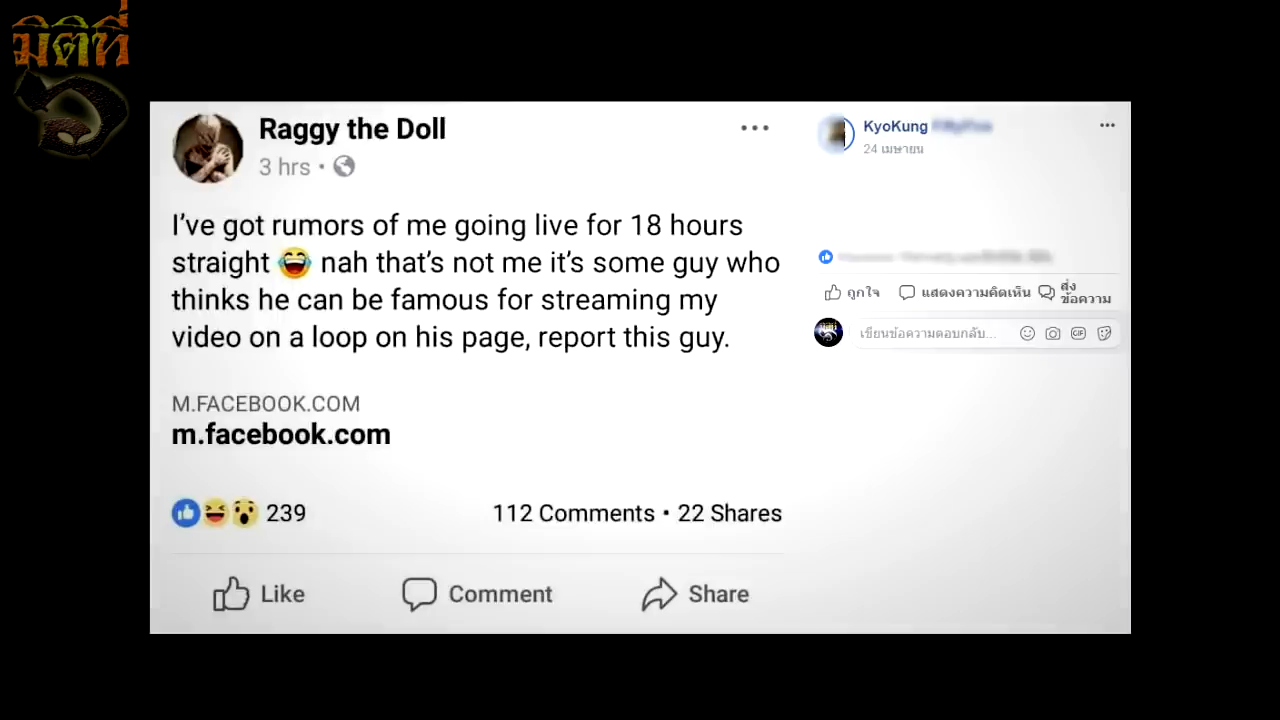 มิติที่
๖
Raggy the Doll
3 hrs •
I've got rumors of me going live for 18 hours
straight 😂 nah that's not me it's some guy who
thinks he can be famous for streaming my
video on a loop on his page, report this guy.
M.FACEBOOK.COM
m.facebook.com
239
112 Comments • 22 Shares
Like
Comment
Share
KyoKung
24 เมษายน
ถูกใจ
แสดงความคิดเห็น
ส่ง
ข้อความ
เขียนข้อความตอบกลับ...
GIF